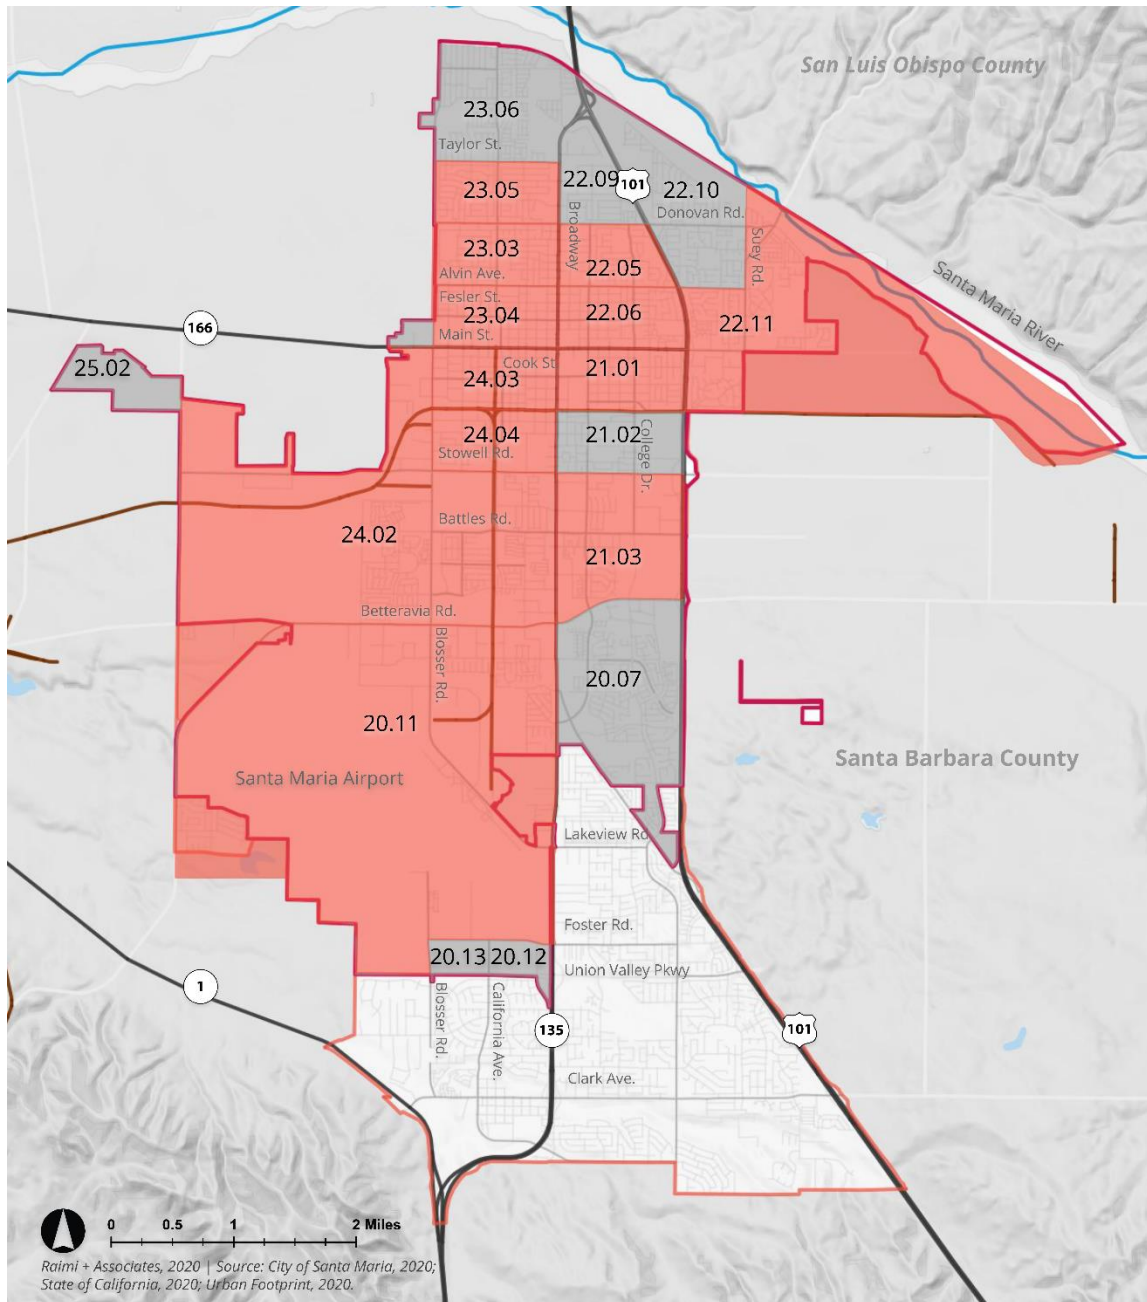 San Luis Obispo County
23.06
Taylor St.
23.05
22.09
101
22.10
Donovan Rd.
Broadway
Suey Rd.
23.03
Alvin Ave.
22.05
Santa Maria River
Fesler St.
23.04
Main St.
22.06
22.11
166
25.02
Cook St
24.03
21.01
24.04
Stowell Rd.
21.02
College Dr.
Battles Rd.
24.02
21.03
Betteravia Rd.
Blosser Rd.
20.07
20.11
Santa Maria Airport
Santa Barbara County
Lakeview Rd
Foster Rd.
20.13
20.12
Union Valley Pkwy
1
Blosser Rd.
California Ave.
135
101
Clark Ave.
0 0.5 1 2 Miles
Raimi + Associates, 2020 | Source: City of Santa Maria, 2020;
State of California, 2020; Urban Footprint, 2020.